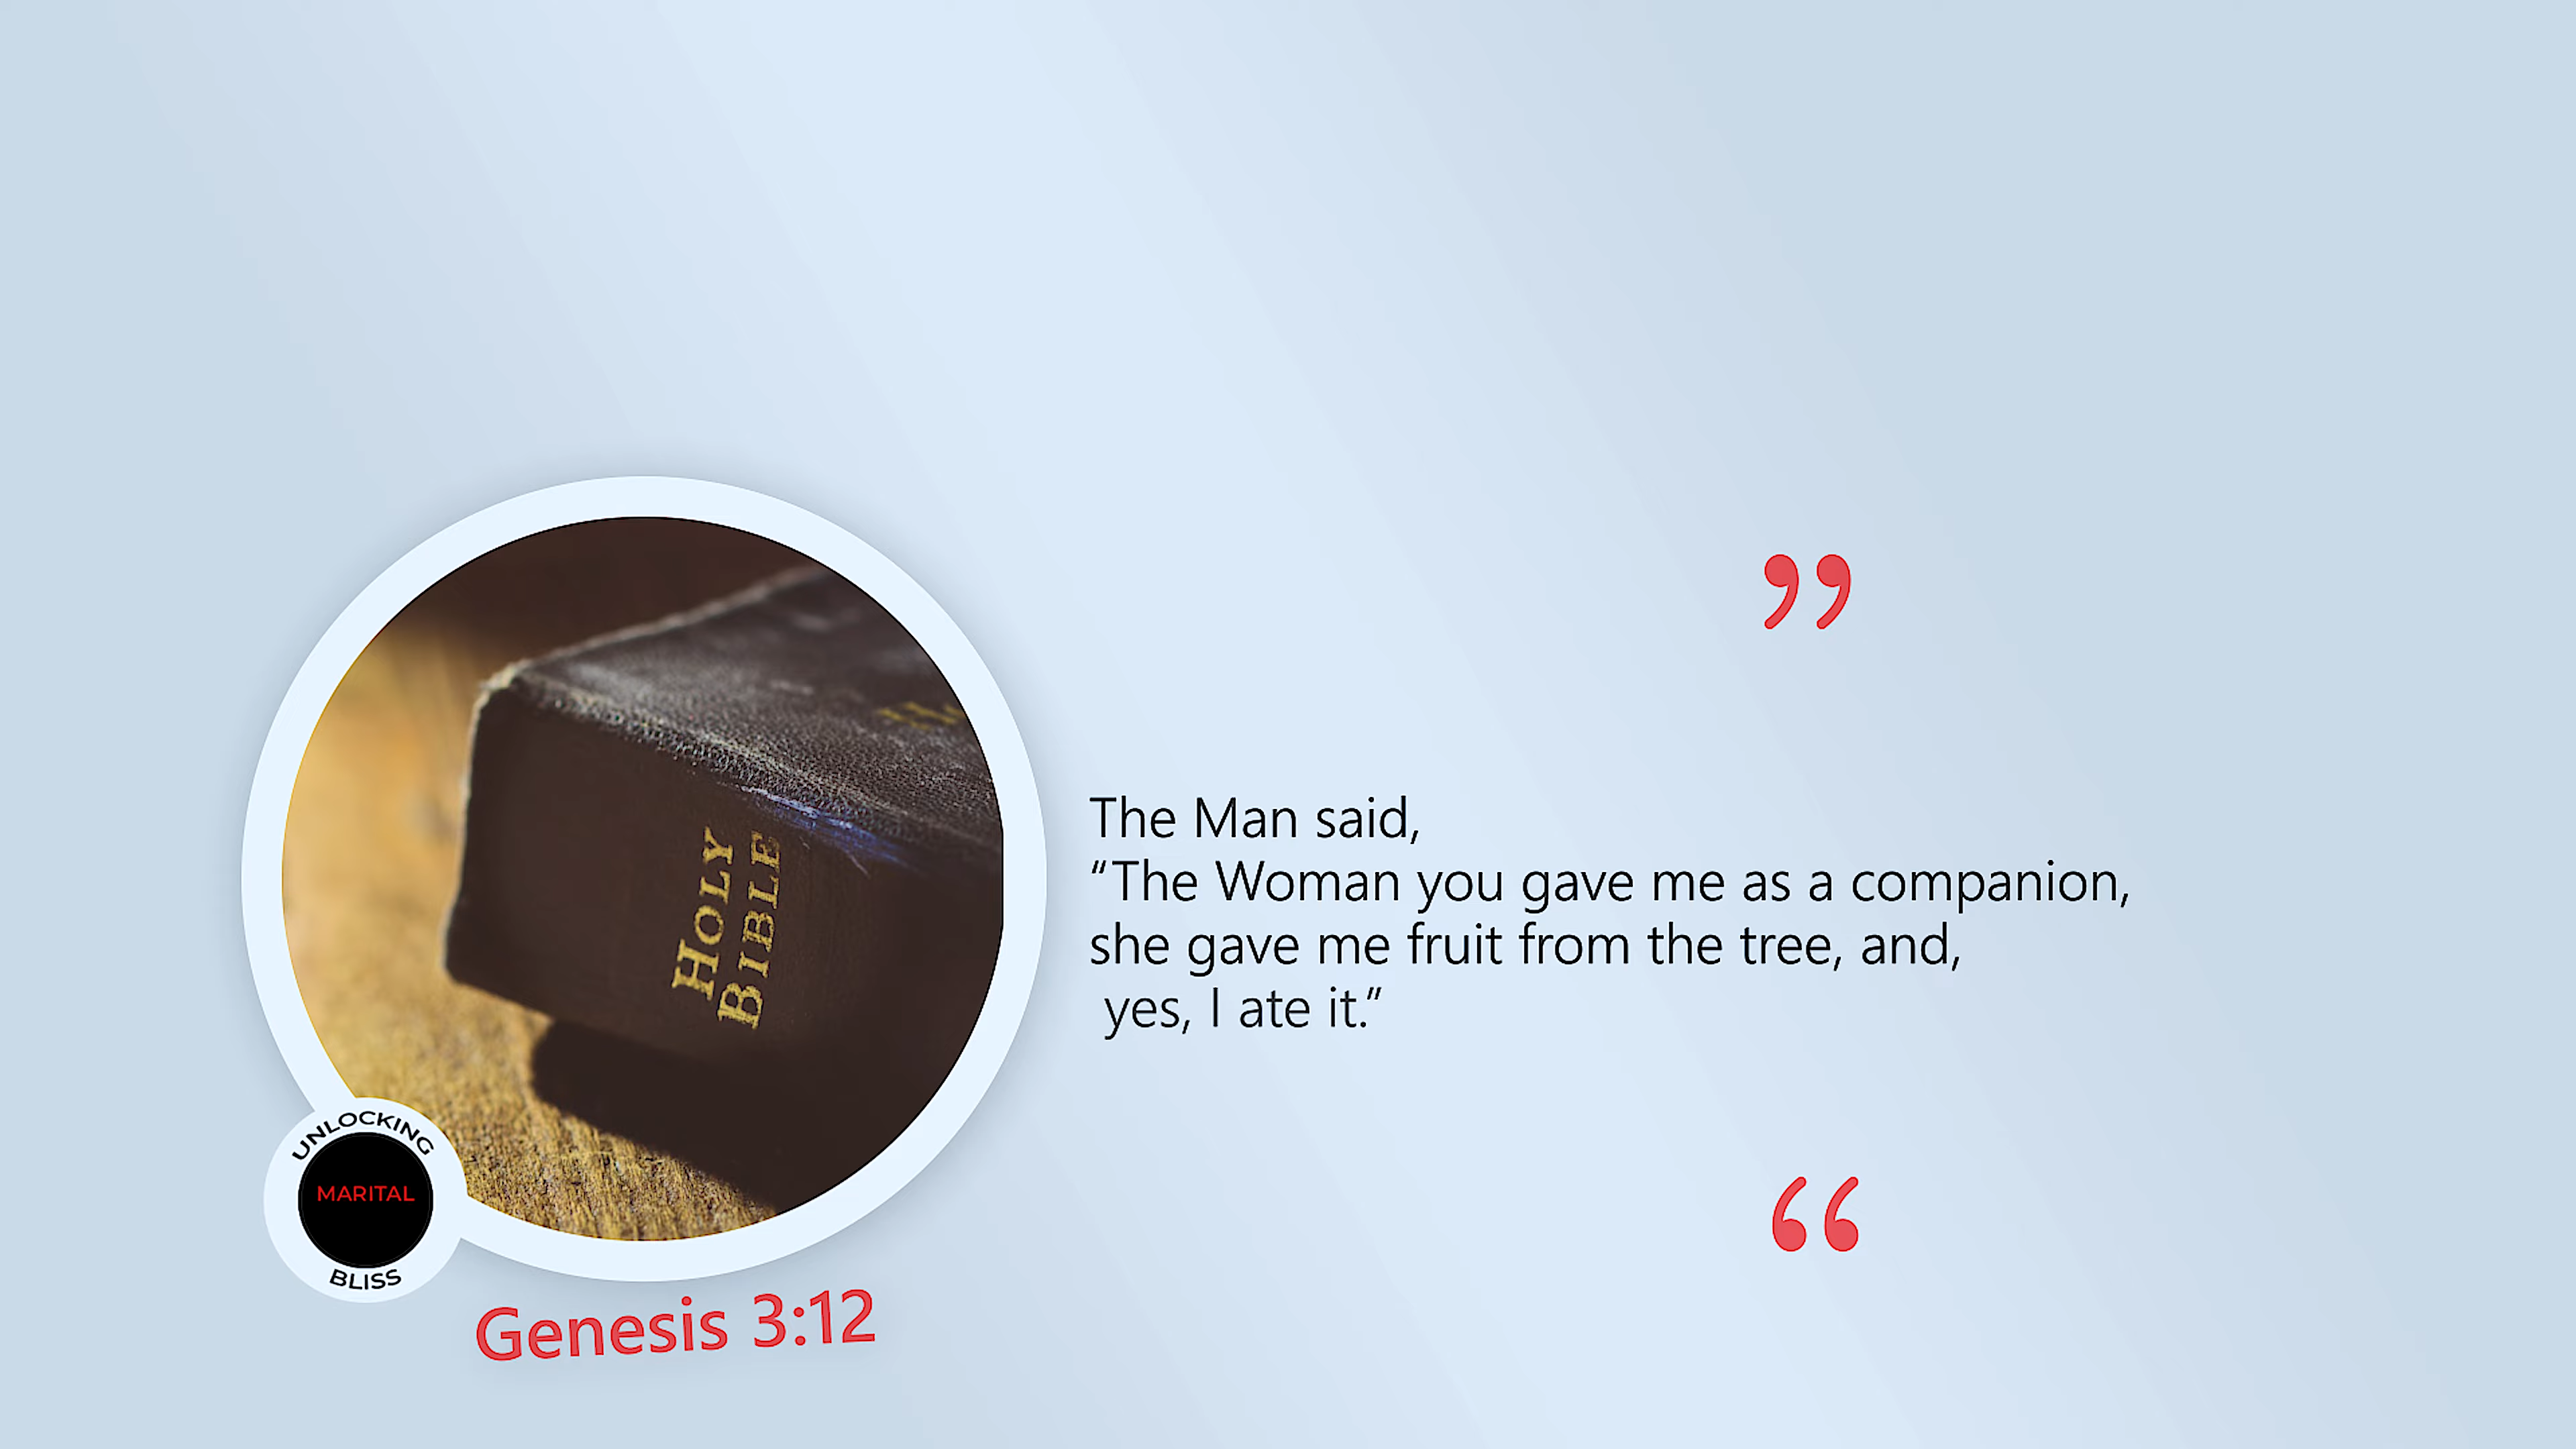 ”
The Man said,
“The Woman you gave me as a companion,
she gave me fruit from the tree, and,
yes, I ate it.”
“
HOLY
BIBLE
UNLOCKING
MARITAL
BLISS
Genesis 3:12